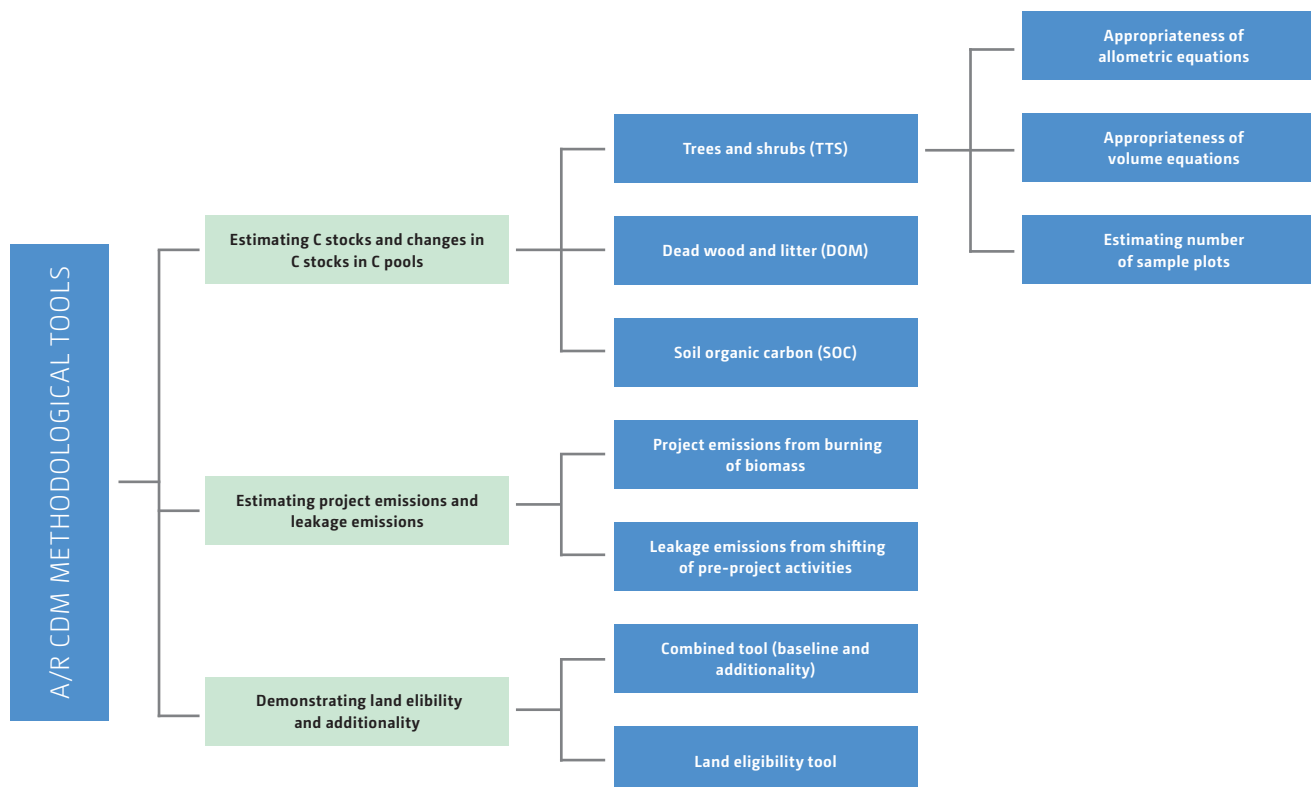 A/R CDM METHODOLOGICAL TOOLS
Estimating C stocks and changes in
C stocks in C pools
Trees and shrubs (TTS)
Appropriateness of
allometric equations
Appropriateness of
volume equations
Estimating number
of sample plots
Dead wood and litter (DOM)
Soil organic carbon (SOC)
Estimating project emissions and
leakage emissions
Project emissions from burning
of biomass
Leakage emissions from shifting
of pre-project activities
Demonstrating land elibility
and additionality
Combined tool (baseline and
additionality)
Land eligibility tool